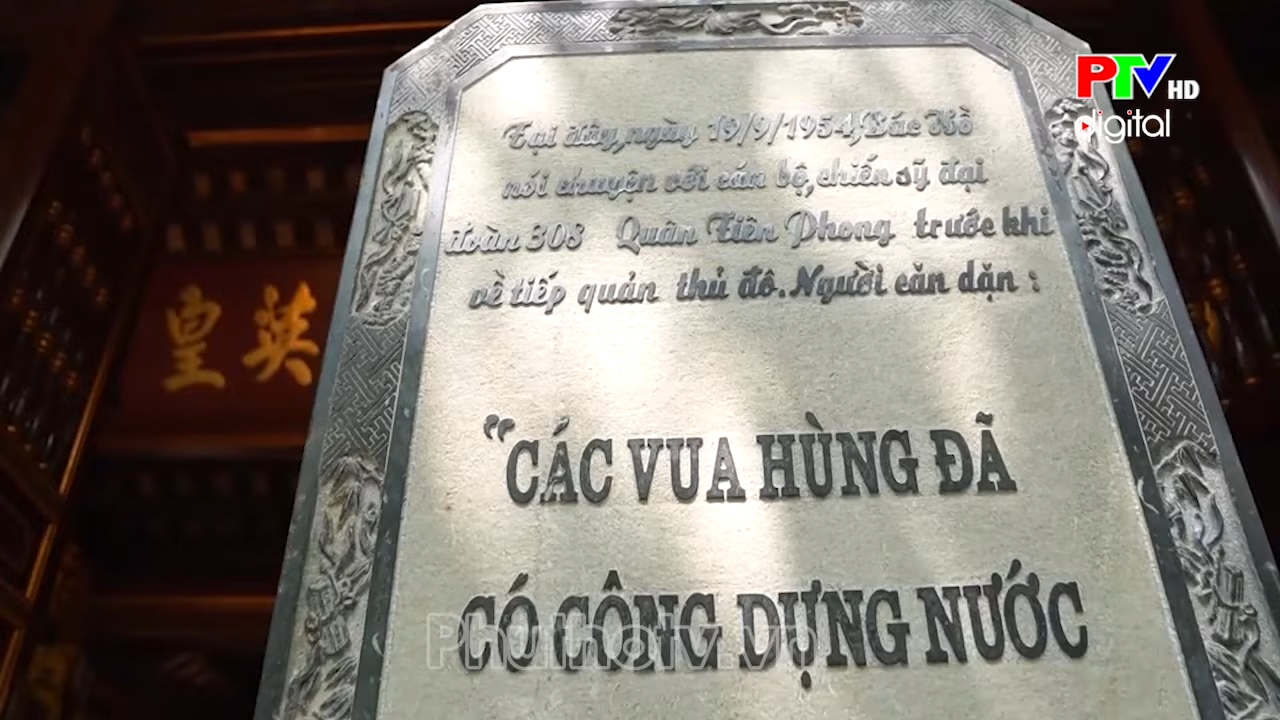 PTV HD
digital
Tại đây, ngày 19/9/1954, Bác Hồ
nói chuyện với cán bộ, chiến sỹ đại
đoàn 308 Quân Tiên Phong trước khi
về tiếp quản thủ đô. Người căn dặn :
皇 英
“CÁC VUA HÙNG ĐÃ
CÓ CÔNG DỰNG NƯỚC
Phuthotv.vn